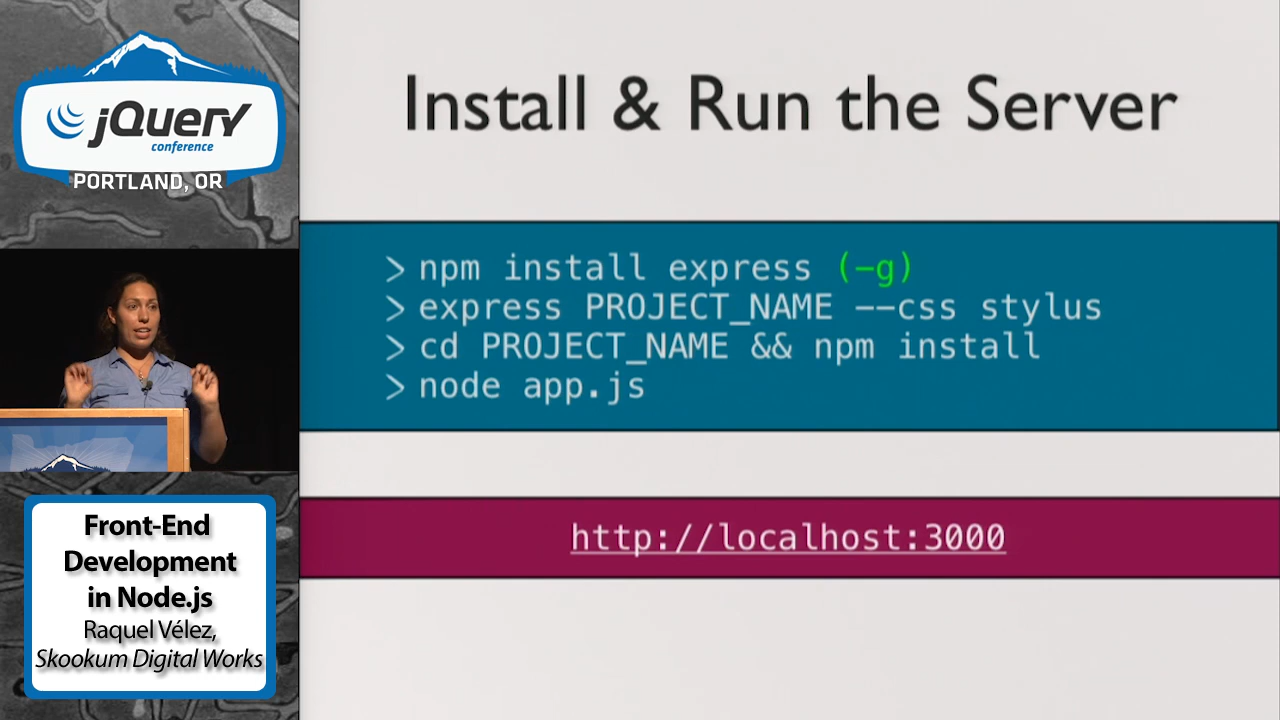 jQuery
conference
PORTLAND, OR
Install & Run the Server
> npm install express (-g)
> express PROJECT_NAME --css stylus
> cd PROJECT_NAME && npm install
> node app.js
http://localhost:3000
Front-End
Development
in Node.js
Raquel Vélez,
Skookum Digital Works